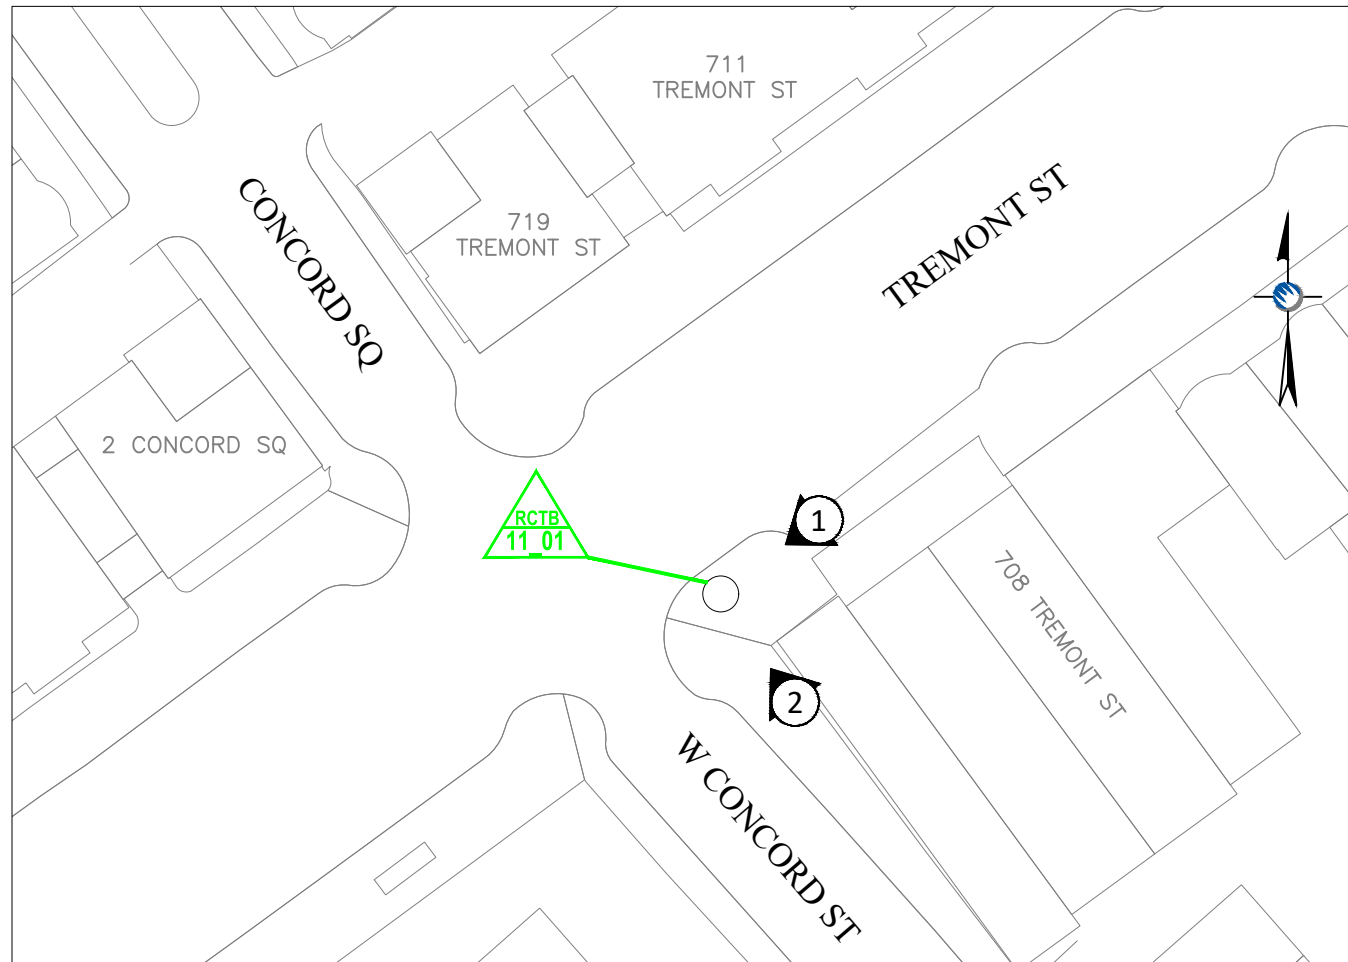 711
TREMONT ST
CONCORD SQ
TREMONT ST
719
TREMONT ST
2 CONCORD SQ
RCTB
11_01
1
708 TREMONT ST
2
W CONCORD ST